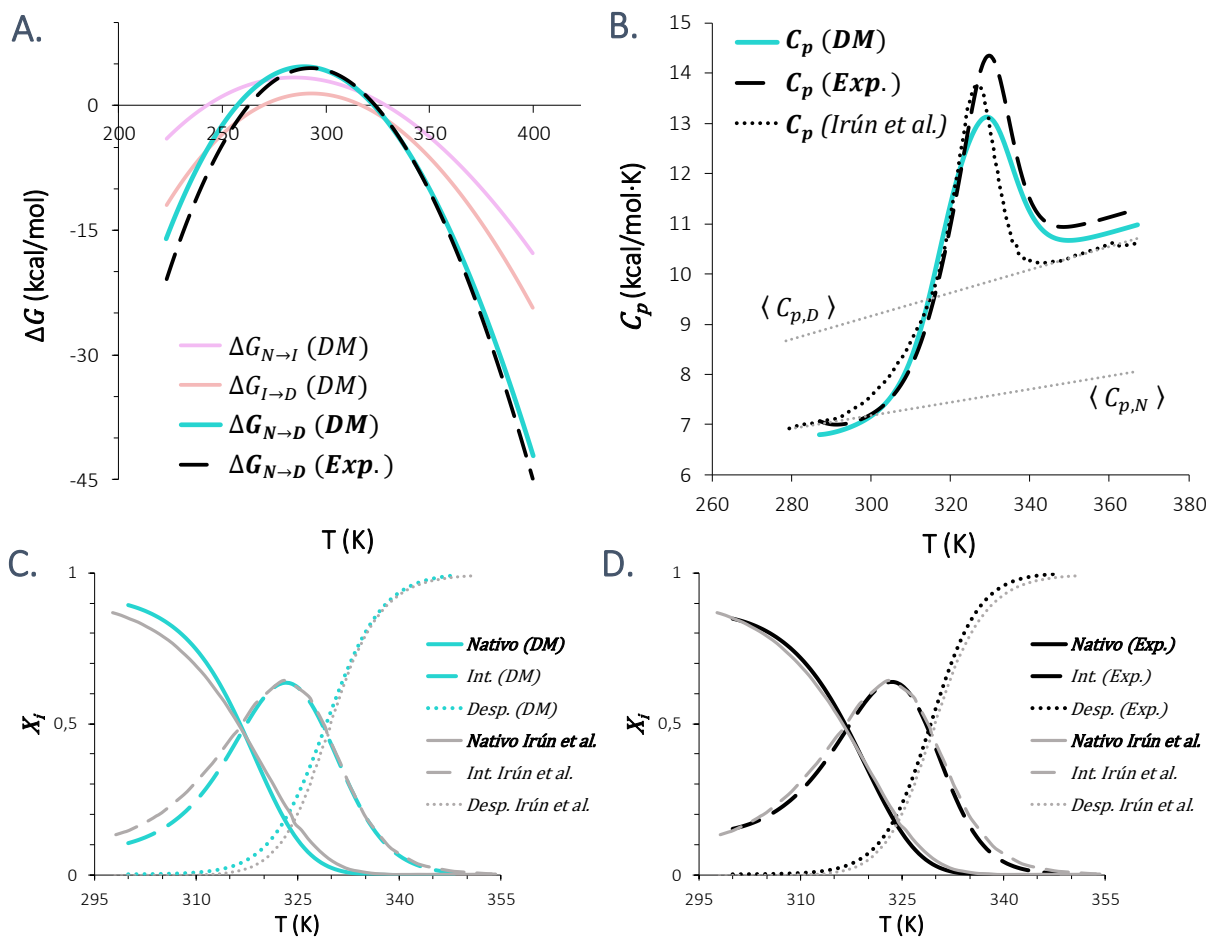 A.
0
200
250
300
350
400
-15
-30
-45
ΔG (kcal/mol)
T (K)
ΔG_{N→I} (DM)
ΔG_{I→D} (DM)
ΔG_{N→D} (DM)
ΔG_{N→D} (Exp.)
B.
C_p (DM)
C_p (Exp.)
C_p (Irún et al.)
15
14
13
12
11
10
9
8
7
6
C_p (kcal/mol·K)
⟨ C_{p,D} ⟩
⟨ C_{p,N} ⟩
260
280
300
320
340
360
380
T (K)
C.
1
0,5
0
X_i
295
310
325
340
355
T (K)
Nativo (DM)
Int. (DM)
Desp. (DM)
Nativo Irún et al.
Int. Irún et al.
Desp. Irún et al.
D.
1
0,5
0
X_i
295
310
325
340
355
T (K)
Nativo (Exp.)
Int. (Exp.)
Desp. (Exp.)
Nativo Irún et al.
Int. Irún et al.
Desp. Irún et al.